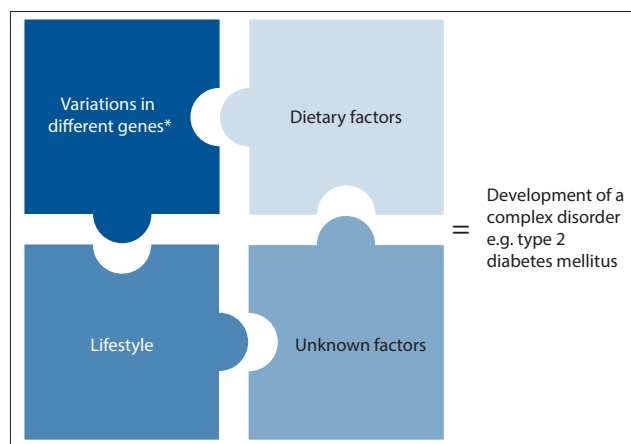 Variations in
different genes*
Dietary factors
Lifestyle
Unknown factors
=
Development of a
complex disorder
e.g. type 2
diabetes mellitus